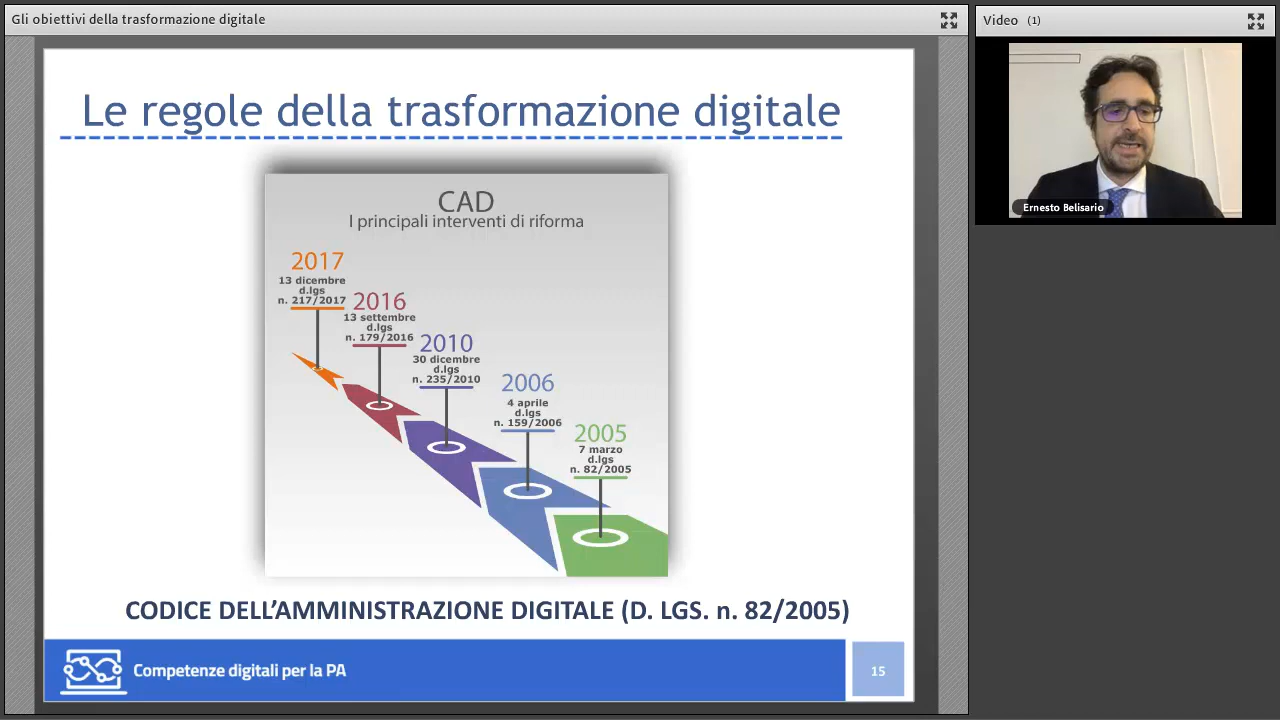 Gli obiettivi della trasformazione digitale
Video (1)
Le regole della trasformazione digitale
CAD
I principali interventi di riforma
2017
13 dicembre
d.lgs
n. 217/2017
2016
13 settembre
d.lgs
n. 179/2016
2010
30 dicembre
d.lgs
n. 235/2010
2006
4 aprile
d.lgs
n. 159/2006
2005
7 marzo
d.lgs
n. 82/2005
CODICE DELL’AMMINISTRAZIONE DIGITALE (D. LGS. n. 82/2005)
Competenze digitali per la PA
15
Ernesto Belisario